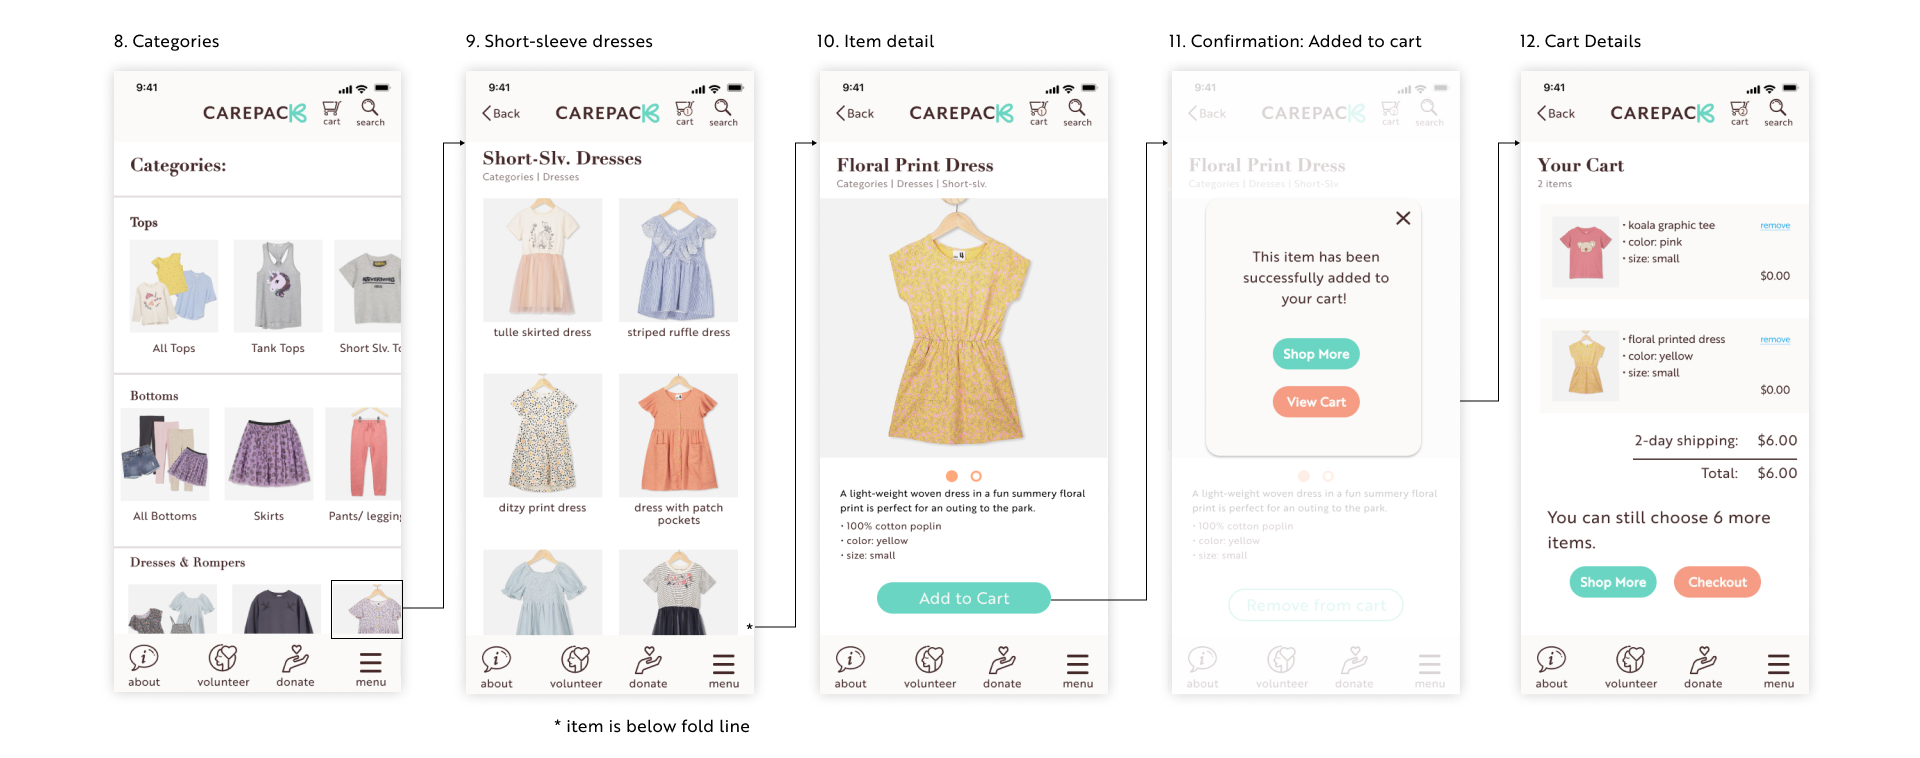 8. Categories
9:41
CAREPACK
cart
search
Categories:
Tops
All Tops
Tank Tops
Short Slv. To
Bottoms
All Bottoms
Skirts
Pants/ legging
Dresses & Rompers
about
volunteer
donate
menu
9. Short-sleeve dresses
9:41
Back
CAREPACK
1
cart
search
Short-Slv. Dresses
Categories | Dresses
tulle skirted dress
striped ruffle dress
ditzy print dress
dress with patch
pockets
*
about
volunteer
donate
menu
* item is below fold line
10. Item detail
9:41
Back
CAREPACK
1
cart
search
Floral Print Dress
Categories | Dresses | Short-slv.
4
A light-weight woven dress in a fun summery floral
print is perfect for an outing to the park.
• 100% cotton poplin
• color: yellow
• size: small
Add to Cart
about
volunteer
donate
menu
11. Confirmation: Added to cart
9:41
Back
CAREPACK
1
cart
search
Floral Print Dress
Categories | Dresses | Short-Slv.
This item has been
successfully added to
your cart!
Shop More
View Cart
A light-weight woven dress in a fun summery floral
print is perfect for an outing to the park.
• 100% cotton poplin
• color: yellow
• size: small
Remove from cart
about
volunteer
donate
menu
12. Cart Details
9:41
Back
CAREPACK
2
cart
search
Your Cart
2 items
• koala graphic tee
remove
• color: pink
• size: small
$0.00
• floral printed dress
remove
• color: yellow
• size: small
$0.00
2-day shipping: $6.00
Total: $6.00
You can still choose 6 more
items.
Shop More
Checkout
about
volunteer
donate
menu